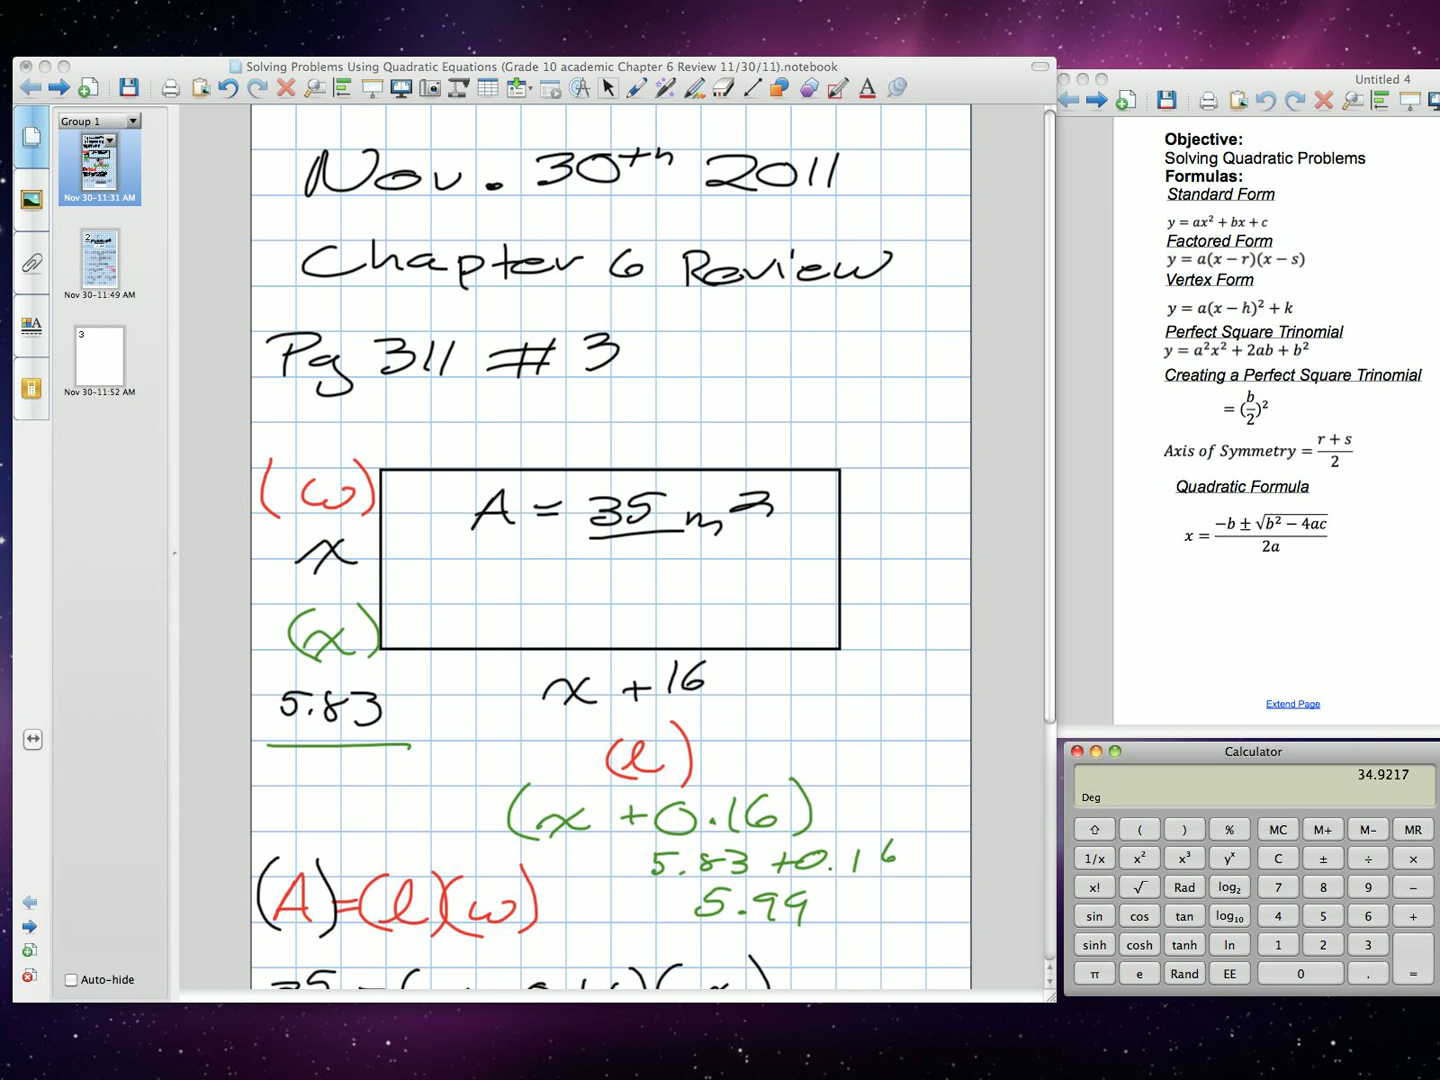 Solving Problems Using Quadratic Equations (Grade 10 academic Chapter 6 Review 11/30/11).notebook
Group 1
Nov 30-11:31 AM
2
Nov 30-11:49 AM
3
Nov 30-11:52 AM
Auto-hide
Nov. 30th 2011
Chapter 6 Review
Pg 311 # 3
(w)
A = 35 m²
x
(x)
5.83
x + 16
(l)
(x + 0.16)
5.83 + 0.16
5.99
(A) = (l)(w)
Untitled 4
Objective:
Solving Quadratic Problems
Formulas:
Standard Form
y = ax² + bx + c
Factored Form
y = a(x − r)(x − s)
Vertex Form
y = a(x − h)² + k
Perfect Square Trinomial
y = a²x² + 2ab + b²
Creating a Perfect Square Trinomial
= (b/2)²
Axis of Symmetry = r + s / 2
Quadratic Formula
x = −b ± √b² − 4ac / 2a
Extend Page
Calculator
34.9217
Deg
( ) % MC M+ M− MR
1/x x² x³ yˣ C ± ÷ ×
x! √ Rad log₂ 7 8 9 −
sin cos tan log₁₀ 4 5 6 +
sinh cosh tanh ln 1 2 3
π e Rand EE 0 . =